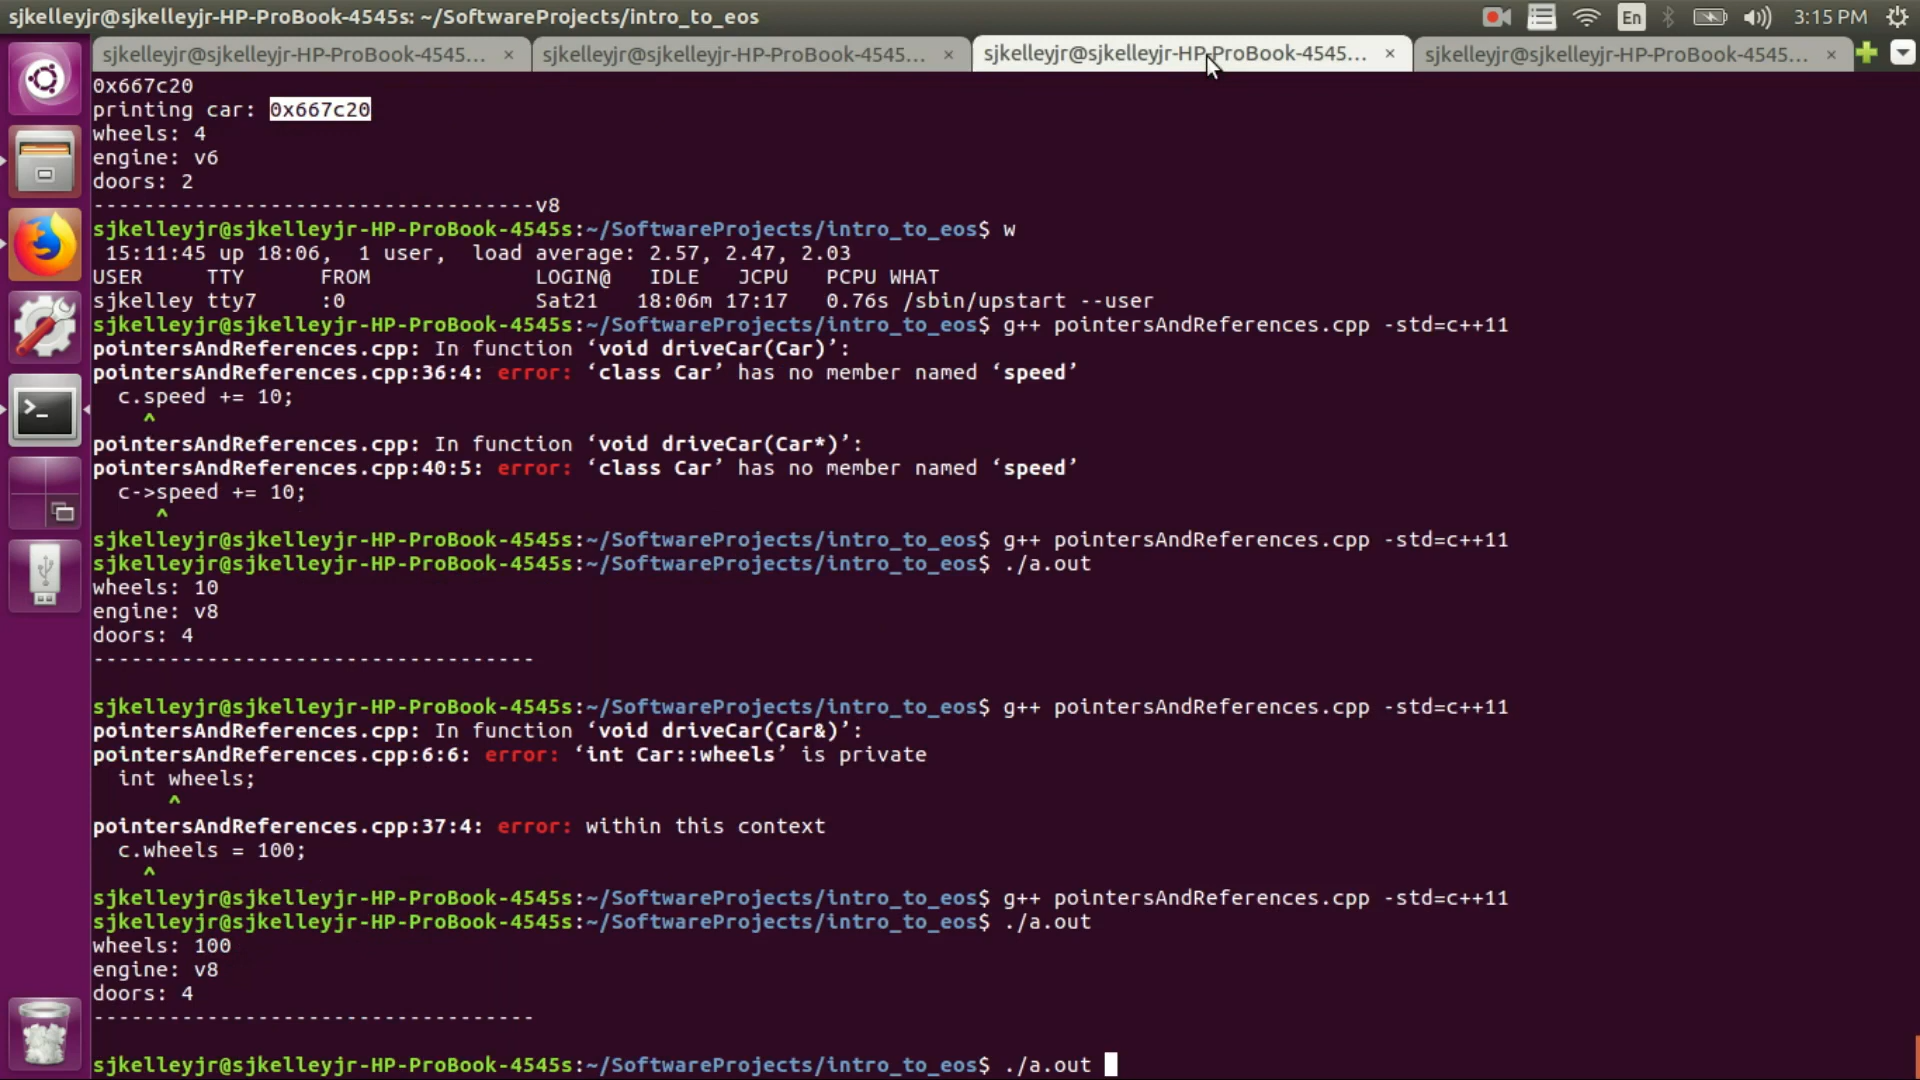 sjkelleyjr@sjkelleyjr-HP-ProBook-4545s: ~/SoftwareProjects/intro_to_eos
En
3:15 PM
sjkelleyjr@sjkelleyjr-HP-ProBook-4545... ×
sjkelleyjr@sjkelleyjr-HP-ProBook-4545... ×
sjkelleyjr@sjkelleyjr-HP-ProBook-4545... ×
sjkelleyjr@sjkelleyjr-HP-ProBook-4545... ×
0x667c20
printing car: 0x667c20
wheels: 4
engine: v6
doors: 2
-----------------------------------v8
sjkelleyjr@sjkelleyjr-HP-ProBook-4545s:~/SoftwareProjects/intro_to_eos$ w
 15:11:45 up 18:06,  1 user,  load average: 2.57, 2.47, 2.03
USER     TTY      FROM             LOGIN@   IDLE   JCPU   PCPU WHAT
sjkelley tty7     :0               Sat21   18:06m 17:17   0.76s /sbin/upstart --user
sjkelleyjr@sjkelleyjr-HP-ProBook-4545s:~/SoftwareProjects/intro_to_eos$ g++ pointersAndReferences.cpp -std=c++11
pointersAndReferences.cpp: In function ‘void driveCar(Car)’:
pointersAndReferences.cpp:36:4: error: ‘class Car’ has no member named ‘speed’
  c.speed += 10;
    ^
pointersAndReferences.cpp: In function ‘void driveCar(Car*)’:
pointersAndReferences.cpp:40:5: error: ‘class Car’ has no member named ‘speed’
  c->speed += 10;
     ^
sjkelleyjr@sjkelleyjr-HP-ProBook-4545s:~/SoftwareProjects/intro_to_eos$ g++ pointersAndReferences.cpp -std=c++11
sjkelleyjr@sjkelleyjr-HP-ProBook-4545s:~/SoftwareProjects/intro_to_eos$ ./a.out
wheels: 10
engine: v8
doors: 4
-----------------------------------
sjkelleyjr@sjkelleyjr-HP-ProBook-4545s:~/SoftwareProjects/intro_to_eos$ g++ pointersAndReferences.cpp -std=c++11
pointersAndReferences.cpp: In function ‘void driveCar(Car&)’:
pointersAndReferences.cpp:6:6: error: ‘int Car::wheels’ is private
  int wheels;
      ^
pointersAndReferences.cpp:37:4: error: within this context
  c.wheels = 100;
    ^
sjkelleyjr@sjkelleyjr-HP-ProBook-4545s:~/SoftwareProjects/intro_to_eos$ g++ pointersAndReferences.cpp -std=c++11
sjkelleyjr@sjkelleyjr-HP-ProBook-4545s:~/SoftwareProjects/intro_to_eos$ ./a.out
wheels: 100
engine: v8
doors: 4
-----------------------------------
sjkelleyjr@sjkelleyjr-HP-ProBook-4545s:~/SoftwareProjects/intro_to_eos$ ./a.out